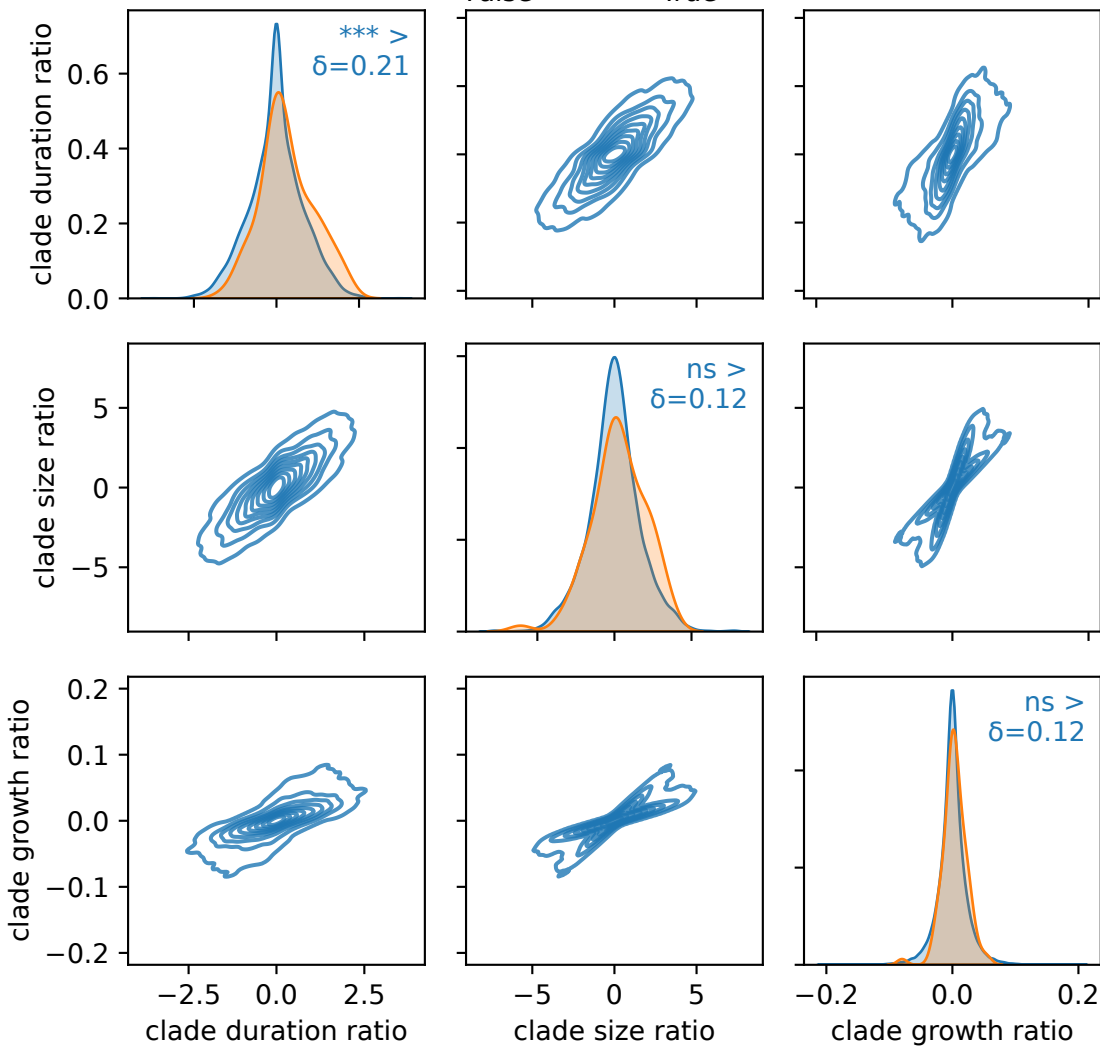 clade duration ratio
0.6
0.4
0.2
0.0
*** >
δ=0.21
clade size ratio
5
0
−5
ns >
δ=0.12
clade growth ratio
0.2
0.1
0.0
−0.1
−0.2
ns >
δ=0.12
−2.5 0.0 2.5
clade duration ratio
−5 0 5
clade size ratio
−0.2 0.0 0.2
clade growth ratio